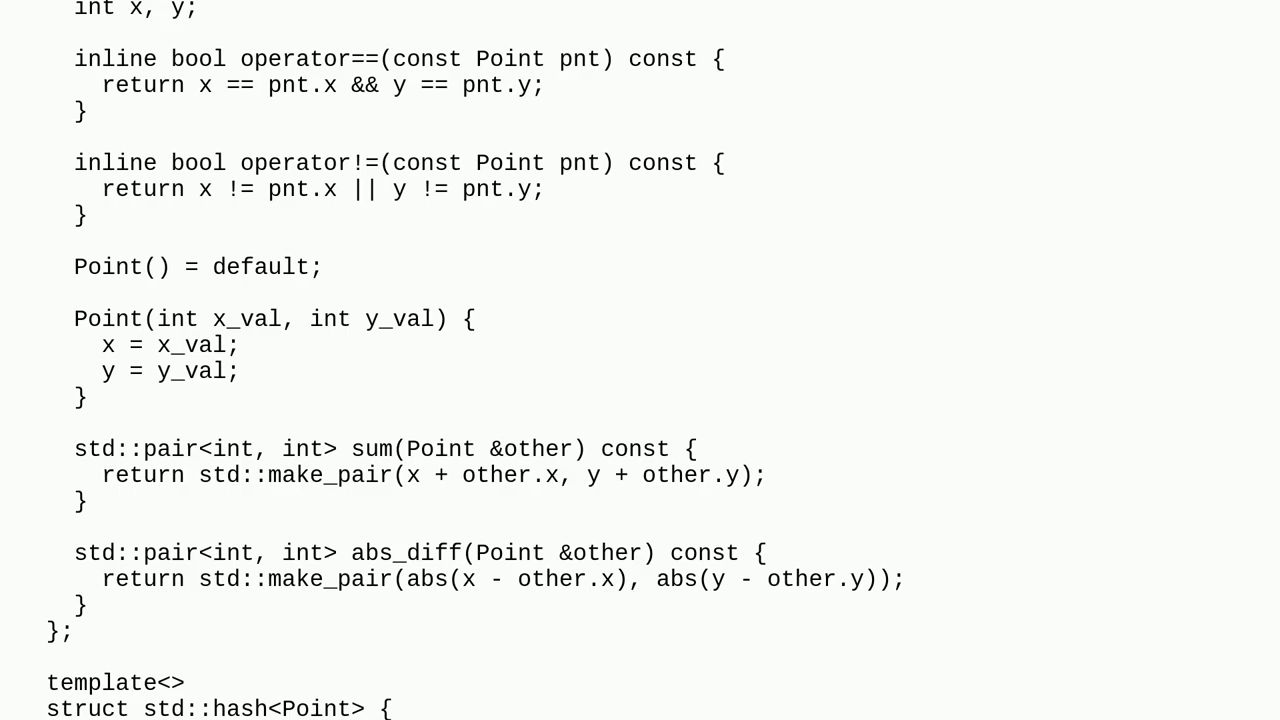 int x, y;
inline bool operator==(const Point pnt) const {
return x == pnt.x && y == pnt.y;
}
inline bool operator!=(const Point pnt) const {
return x != pnt.x || y != pnt.y;
}
Point() = default;
Point(int x_val, int y_val) {
x = x_val;
y = y_val;
}
std::pair<int, int> sum(Point &other) const {
return std::make_pair(x + other.x, y + other.y);
}
std::pair<int, int> abs_diff(Point &other) const {
return std::make_pair(abs(x - other.x), abs(y - other.y));
}
};
template<>
struct std::hash<Point> {